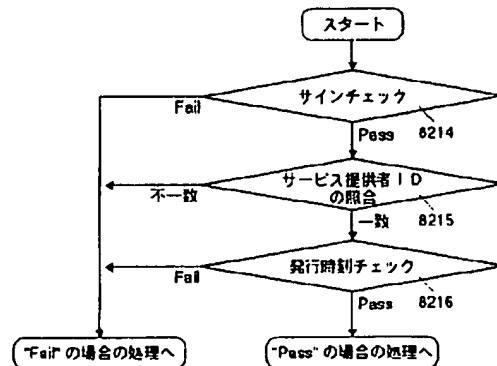 スタート
サインチェック
Fail
8214
Pass
サービス提供者ID
の照合
不一致
8215
一致
発行時刻チェック
Fail
8216
Pass
"Fail" の場合の処理へ
"Pass" の場合の処理へ